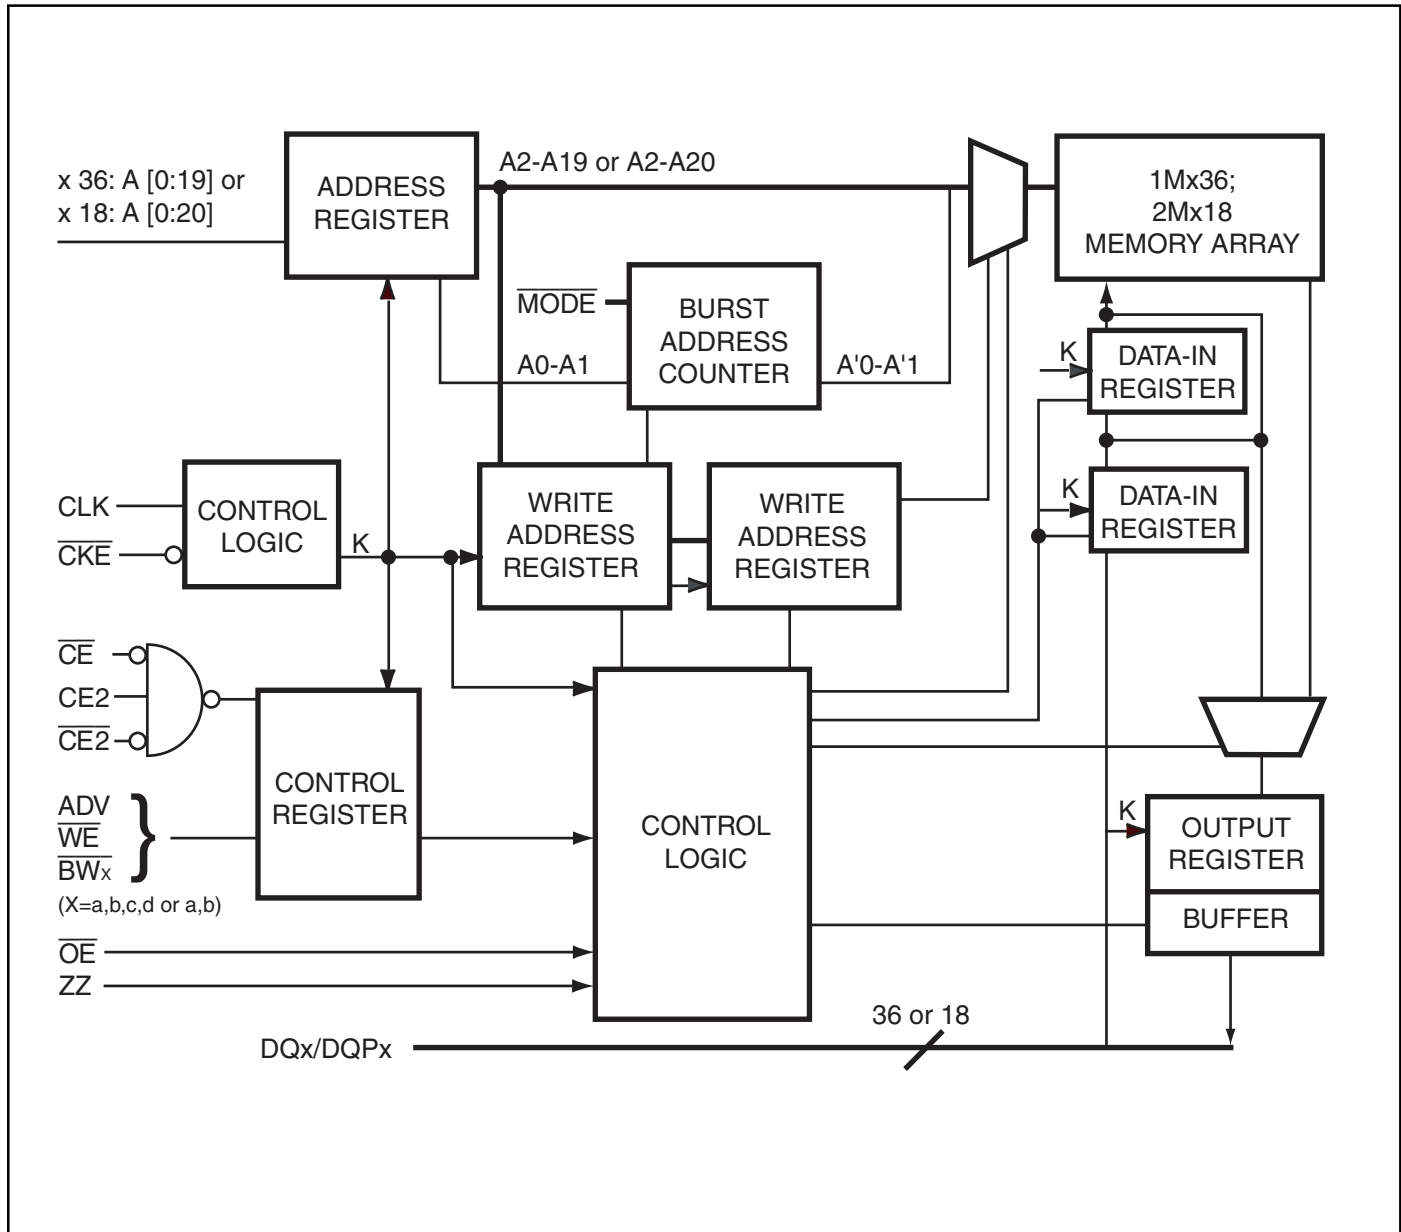 x 36: A [0:19] or
x 18: A [0:20]
ADDRESS
REGISTER
A2-A19 or A2-A20
1Mx36;
2Mx18
MEMORY ARRAY
MODE
BURST
ADDRESS
COUNTER
A0-A1
A'0-A'1
K
DATA-IN
REGISTER
K
DATA-IN
REGISTER
CLK
CKE
CONTROL
LOGIC
K
WRITE
ADDRESS
REGISTER
WRITE
ADDRESS
REGISTER
CE
CE2
CE2
CONTROL
REGISTER
ADV
WE
BWx
}
(X=a,b,c,d or a,b)
CONTROL
LOGIC
K
OUTPUT
REGISTER
BUFFER
OE
ZZ
36 or 18
DQx/DQPx